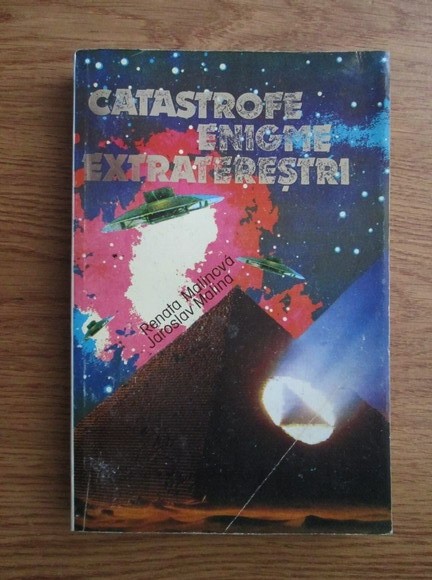 CATASTROFE
ENIGME
EXTRATEREȘTRI
Renata Malinová
Jaroslav Malina